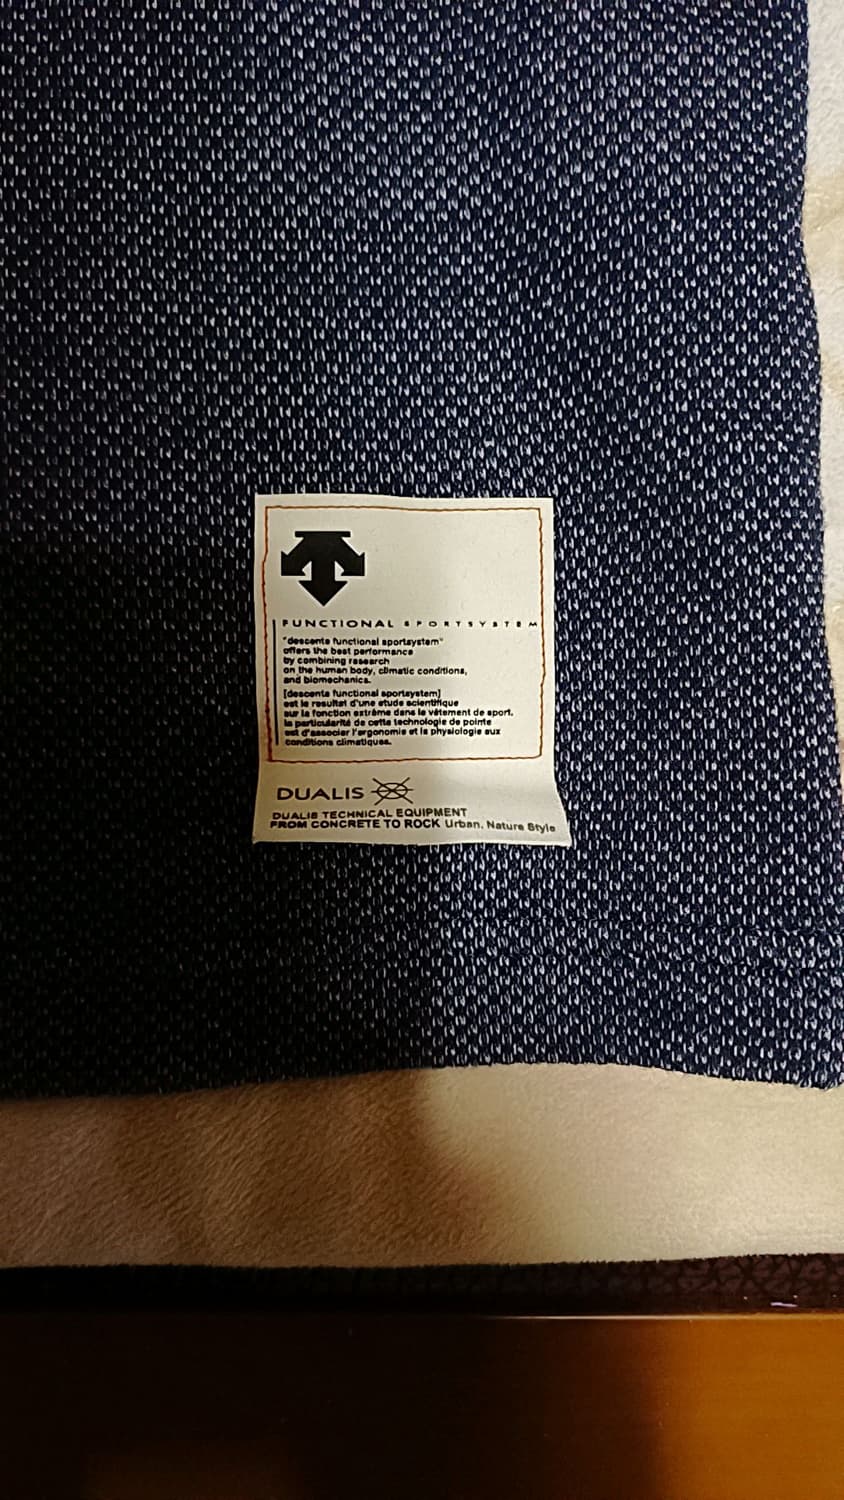 FUNCTIONAL SPORTSYSTEM
"descente functional sportsystem"
offers the best performance
by combining research
on the human body, climatic conditions,
and biomechanics.
[descente functional sportsystem]
est le resultat d'une etude scientifique
sur la fonction extrême dans le vêtement de sport.
la particularité de cette technologie de pointe
est d'associer l'ergonomie et la physiologie aux
conditions climatiques.
DUALIS
DUALIS TECHNICAL EQUIPMENT
FROM CONCRETE TO ROCK Urban, Nature Style